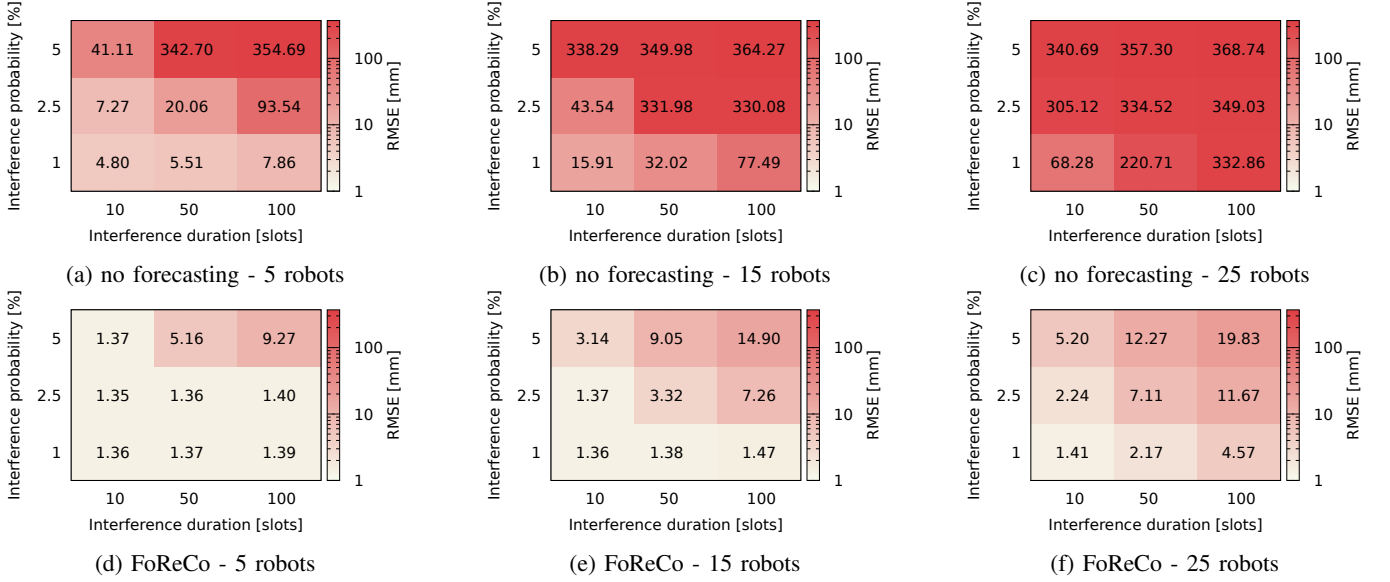 Interference probability [%]
5 41.11 342.70 354.69
2.5 7.27 20.06 93.54
1 4.80 5.51 7.86
10 50 100
Interference duration [slots]
100
10
1
RMSE [mm]
(a) no forecasting - 5 robots
Interference probability [%]
5 338.29 349.98 364.27
2.5 43.54 331.98 330.08
1 15.91 32.02 77.49
10 50 100
Interference duration [slots]
100
10
1
RMSE [mm]
(b) no forecasting - 15 robots
Interference probability [%]
5 340.69 357.30 368.74
2.5 305.12 334.52 349.03
1 68.28 220.71 332.86
10 50 100
Interference duration [slots]
100
10
1
RMSE [mm]
(c) no forecasting - 25 robots
Interference probability [%]
5 1.37 5.16 9.27
2.5 1.35 1.36 1.40
1 1.36 1.37 1.39
10 50 100
Interference duration [slots]
100
10
1
RMSE [mm]
(d) FoReCo - 5 robots
Interference probability [%]
5 3.14 9.05 14.90
2.5 1.37 3.32 7.26
1 1.36 1.38 1.47
10 50 100
Interference duration [slots]
100
10
1
RMSE [mm]
(e) FoReCo - 15 robots
Interference probability [%]
5 5.20 12.27 19.83
2.5 2.24 7.11 11.67
1 1.41 2.17 4.57
10 50 100
Interference duration [slots]
100
10
1
RMSE [mm]
(f) FoReCo - 25 robots